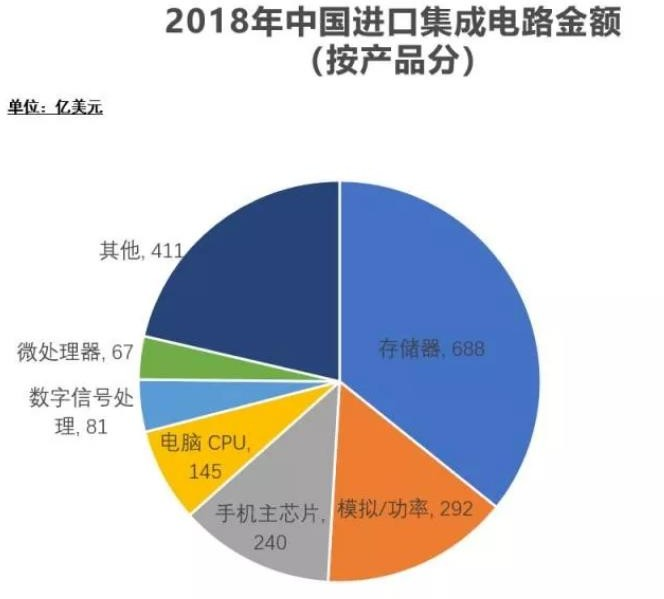 2018年中国进口集成电路金额
（按产品分）
单位：亿美元
其他, 411
存储器, 688
微处理器, 67
数字信号处
理, 81
电脑 CPU,
145
手机主芯片,
240
模拟/功率, 292